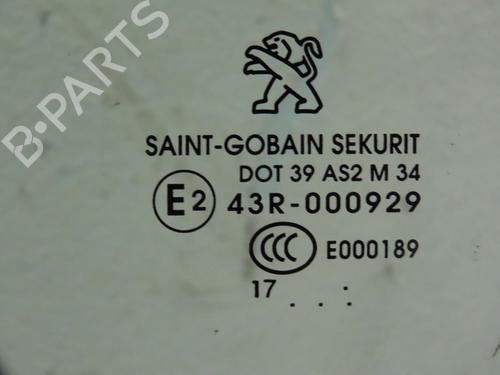 B-PARTS
SAINT-GOBAIN SEKURIT
DOT 39 AS2 M 34
E2 43R-000929
CCC E000189
17 . . . :